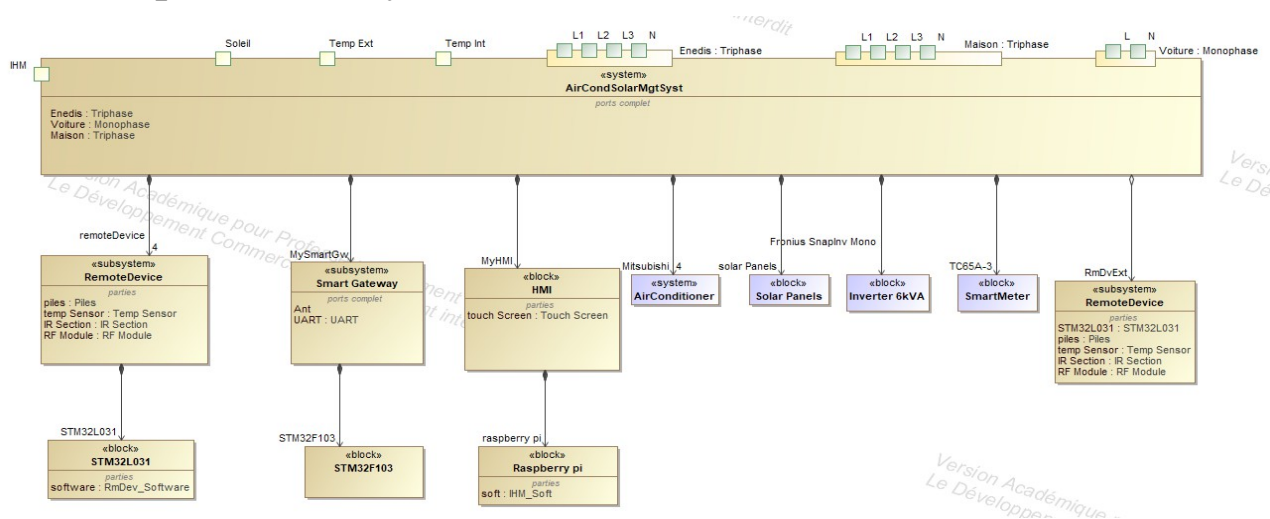 interdit
Soleil
Temp Ext
Temp Int
L1 L2 L3 N
Enedis : Triphase
L1 L2 L3 N
Maison : Triphase
L N
Voiture : Monophase
IHM
«system»
AirCondSolarMgtSyst
ports complet
Enedis : Triphase
Voiture : Monophase
Maison : Triphase
Version Académique pour
Le Développement Commerc
remoteDevice
4
«subsystem»
RemoteDevice
parties
piles : Piles
temp Sensor : Temp Sensor
IR Section : IR Section
RF Module : RF Module
MySmartGw
«subsystem»
Smart Gateway
ports complet
Ant
UART : UART
MyHMI
«block»
HMI
parties
touch Screen : Touch Screen
Mitsubishi
4
«system»
AirConditioner
solar Panels
«block»
Solar Panels
Fronius SnapInv Mono
«block»
Inverter 6kVA
TC65A-3
«block»
SmartMeter
RmDvExt
«subsystem»
RemoteDevice
parties
STM32L031 : STM32L031
piles : Piles
temp Sensor : Temp Sensor
IR Section : IR Section
RF Module : RF Module
STM32L031
«block»
STM32L031
parties
software : RmDev_Software
STM32F103
«block»
STM32F103
raspberry pi
«block»
Raspberry pi
parties
soft : IHM_Soft
Version Académique
Le Développement